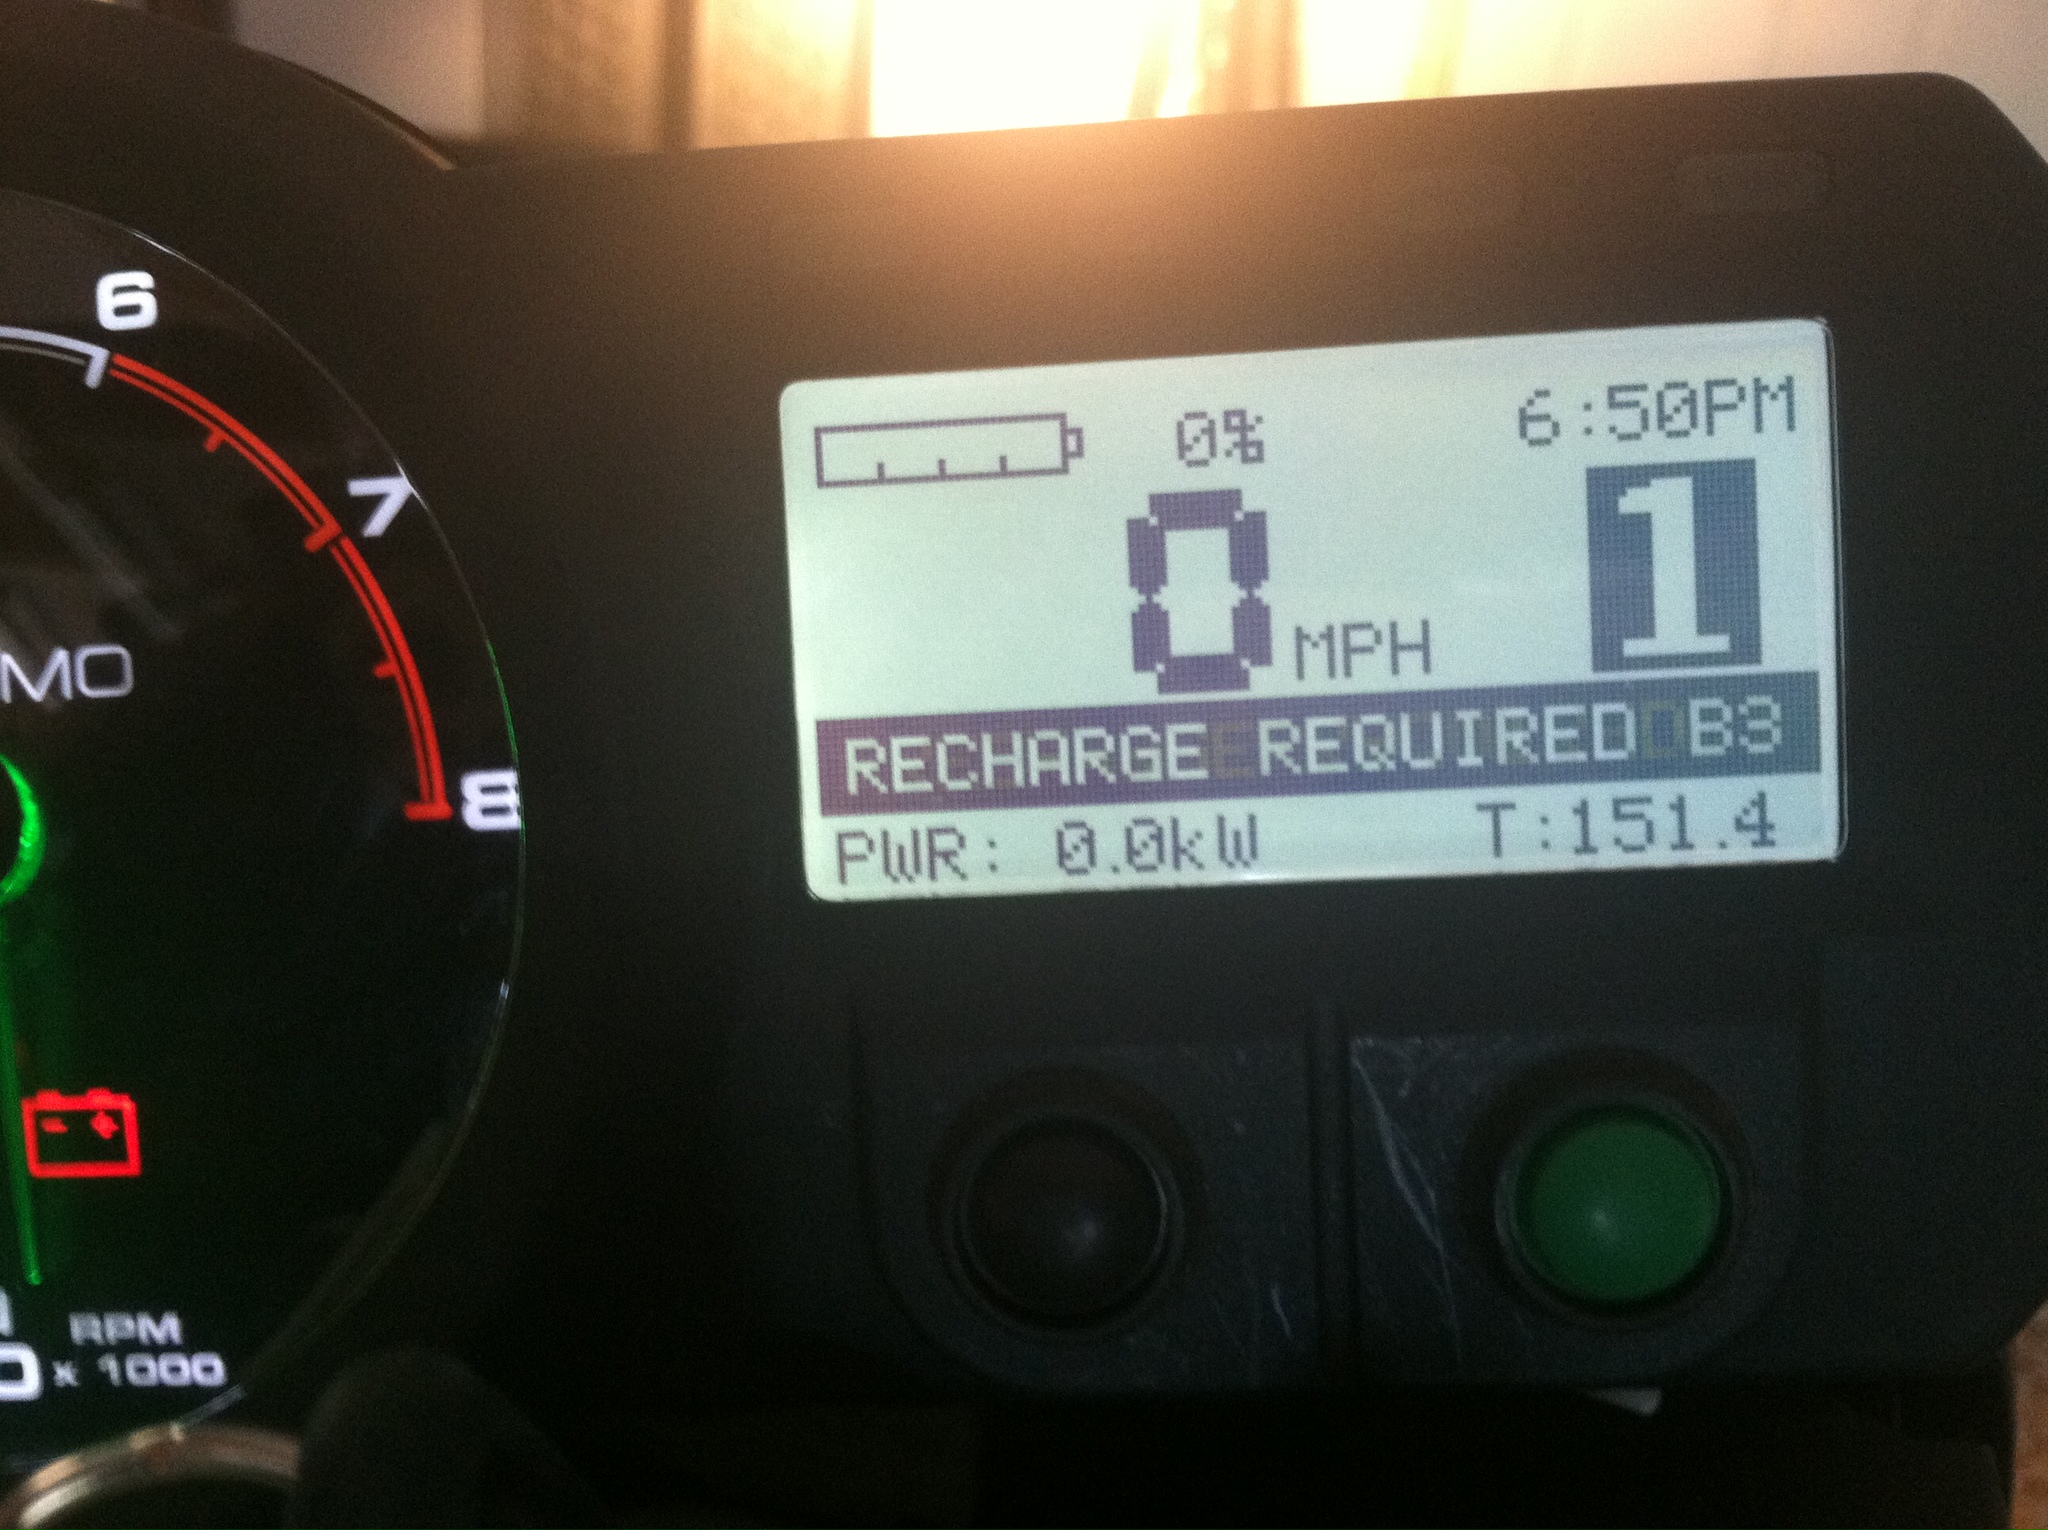 6
7
8
MO
RPM
x 1000
0% 6:50PM
0 MPH 1
RECHARGE REQUIRED B3
PWR: 0.0kW T:151.4